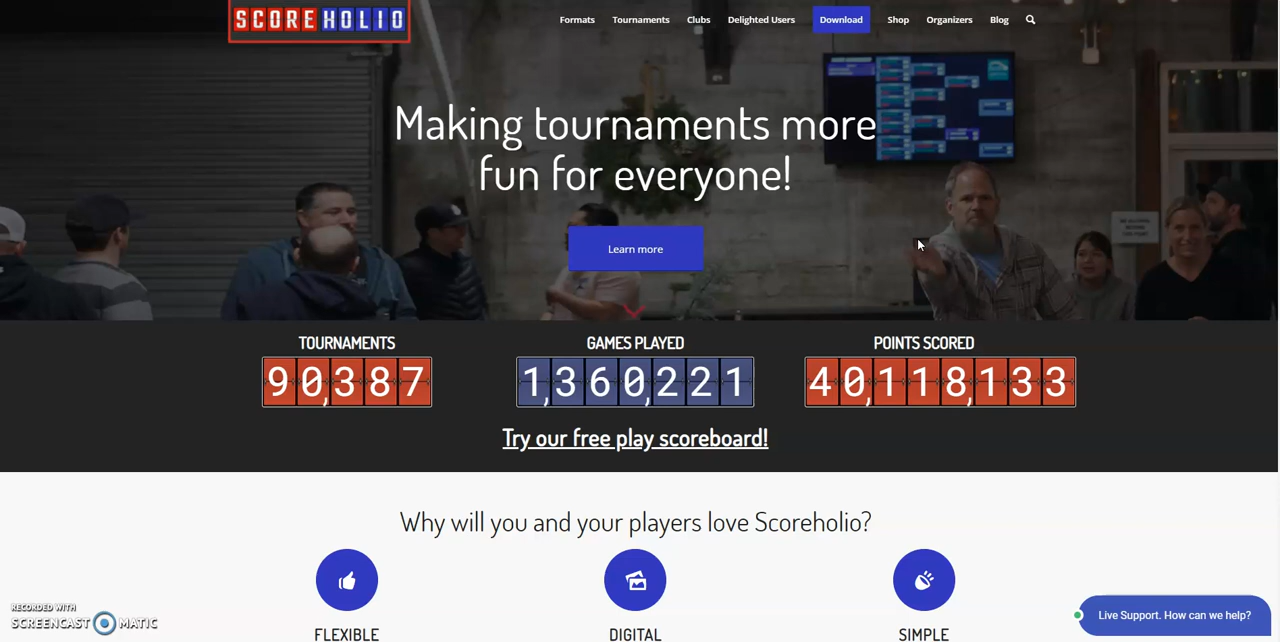 SCOREHOLIO
Formats Tournaments Clubs Delighted Users Download Shop Organizers Blog
Making tournaments more
fun for everyone!
Learn more
TOURNAMENTS GAMES PLAYED POINTS SCORED
90,387 1,360,221 40,118,133
Try our free play scoreboard!
Why will you and your players love Scoreholio?
FLEXIBLE DIGITAL SIMPLE
RECORDED WITH
SCREENCAST MATIC
Live Support. How can we help?